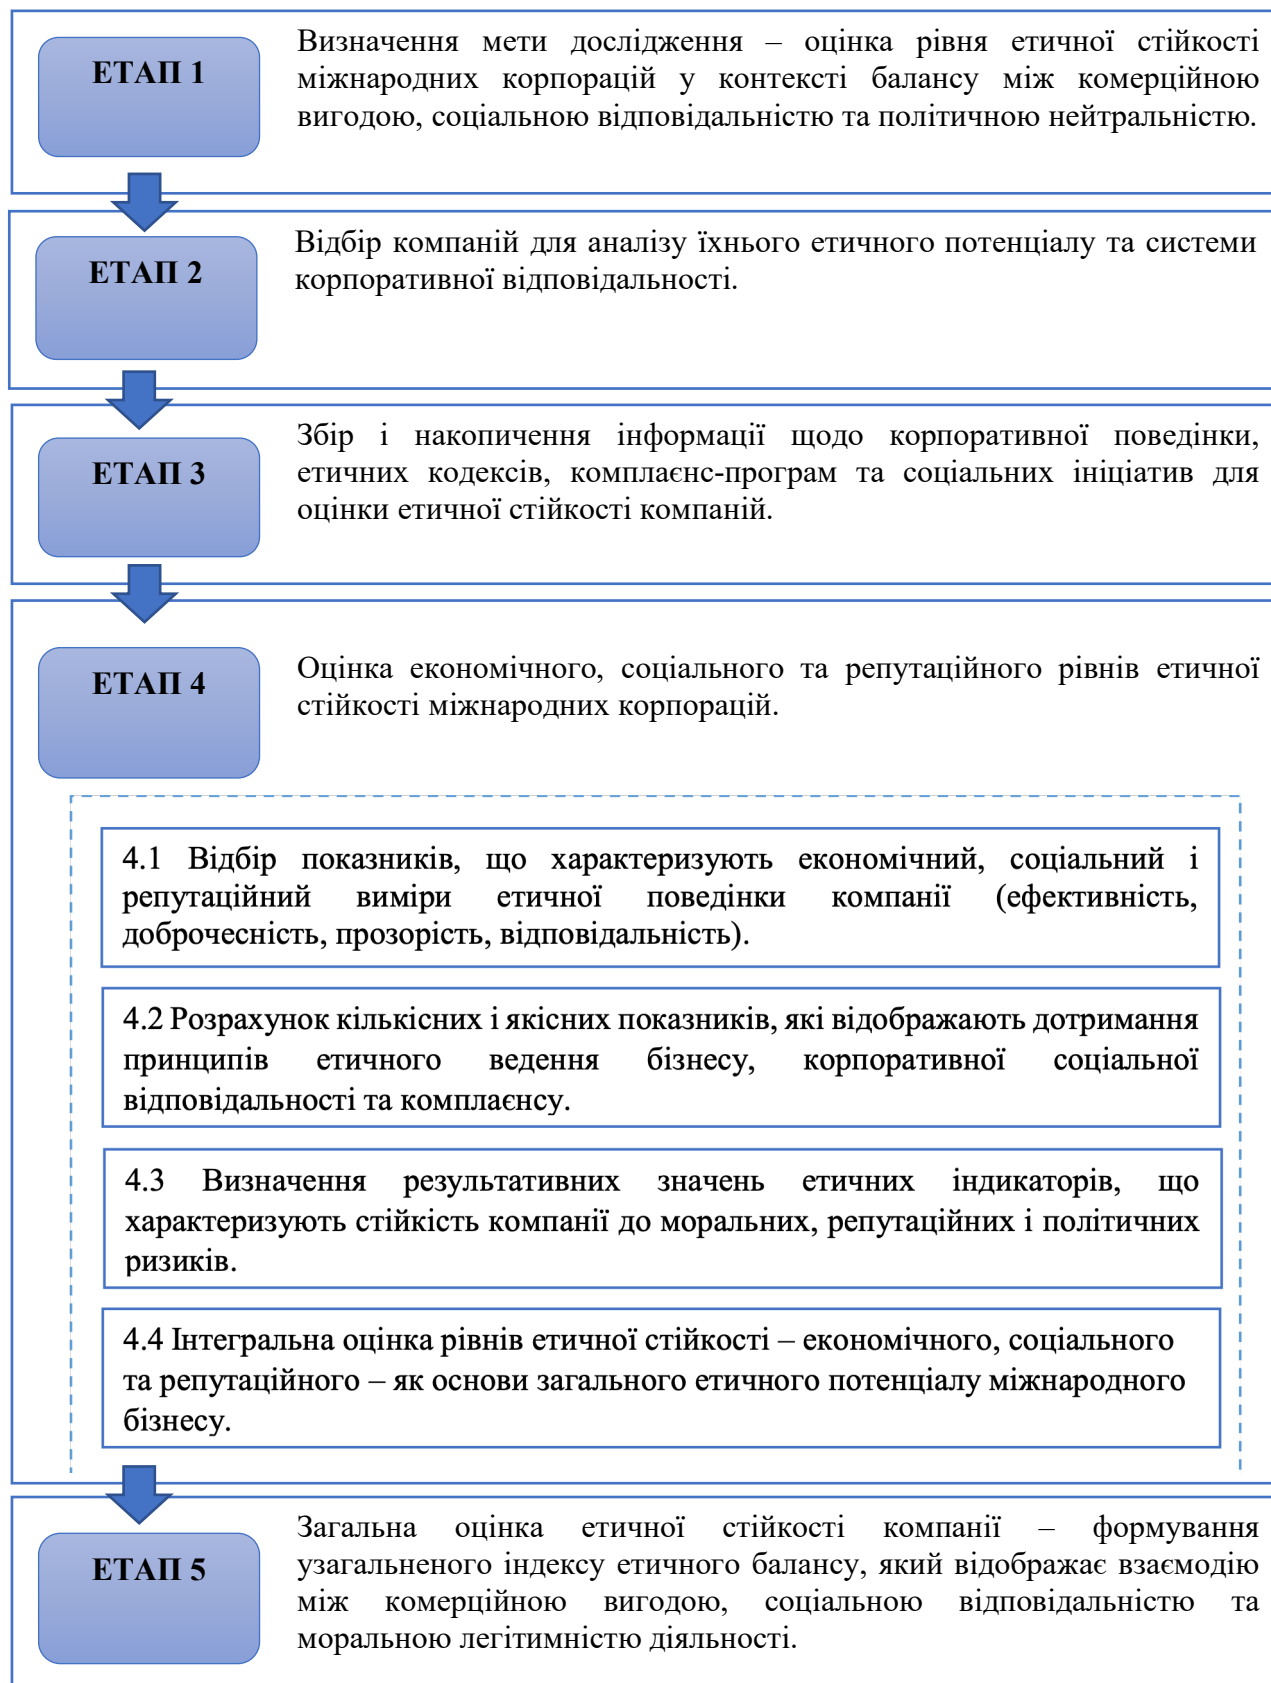 ЕТАП 1
Визначення мети дослідження – оцінка рівня етичної стійкості
міжнародних корпорацій у контексті балансу між комерційною
вигодою, соціальною відповідальністю та політичною нейтральністю.
ЕТАП 2
Відбір компаній для аналізу їхнього етичного потенціалу та системи
корпоративної відповідальності.
ЕТАП 3
Збір і накопичення інформації щодо корпоративної поведінки,
етичних кодексів, комплаєнс-програм та соціальних ініціатив для
оцінки етичної стійкості компаній.
ЕТАП 4
Оцінка економічного, соціального та репутаційного рівнів етичної
стійкості міжнародних корпорацій.
4.1 Відбір показників, що характеризують економічний, соціальний і
репутаційний виміри етичної поведінки компанії (ефективність,
доброчесність, прозорість, відповідальність).
4.2 Розрахунок кількісних і якісних показників, які відображають дотримання
принципів етичного ведення бізнесу, корпоративної соціальної
відповідальності та комплаєнсу.
4.3 Визначення результативних значень етичних індикаторів, що
характеризують стійкість компанії до моральних, репутаційних і політичних
ризиків.
4.4 Інтегральна оцінка рівнів етичної стійкості – економічного, соціального
та репутаційного – як основи загального етичного потенціалу міжнародного
бізнесу.
ЕТАП 5
Загальна оцінка етичної стійкості компанії – формування
узагальненого індексу етичного балансу, який відображає взаємодію
між комерційною вигодою, соціальною відповідальністю та
моральною легітимністю діяльності.